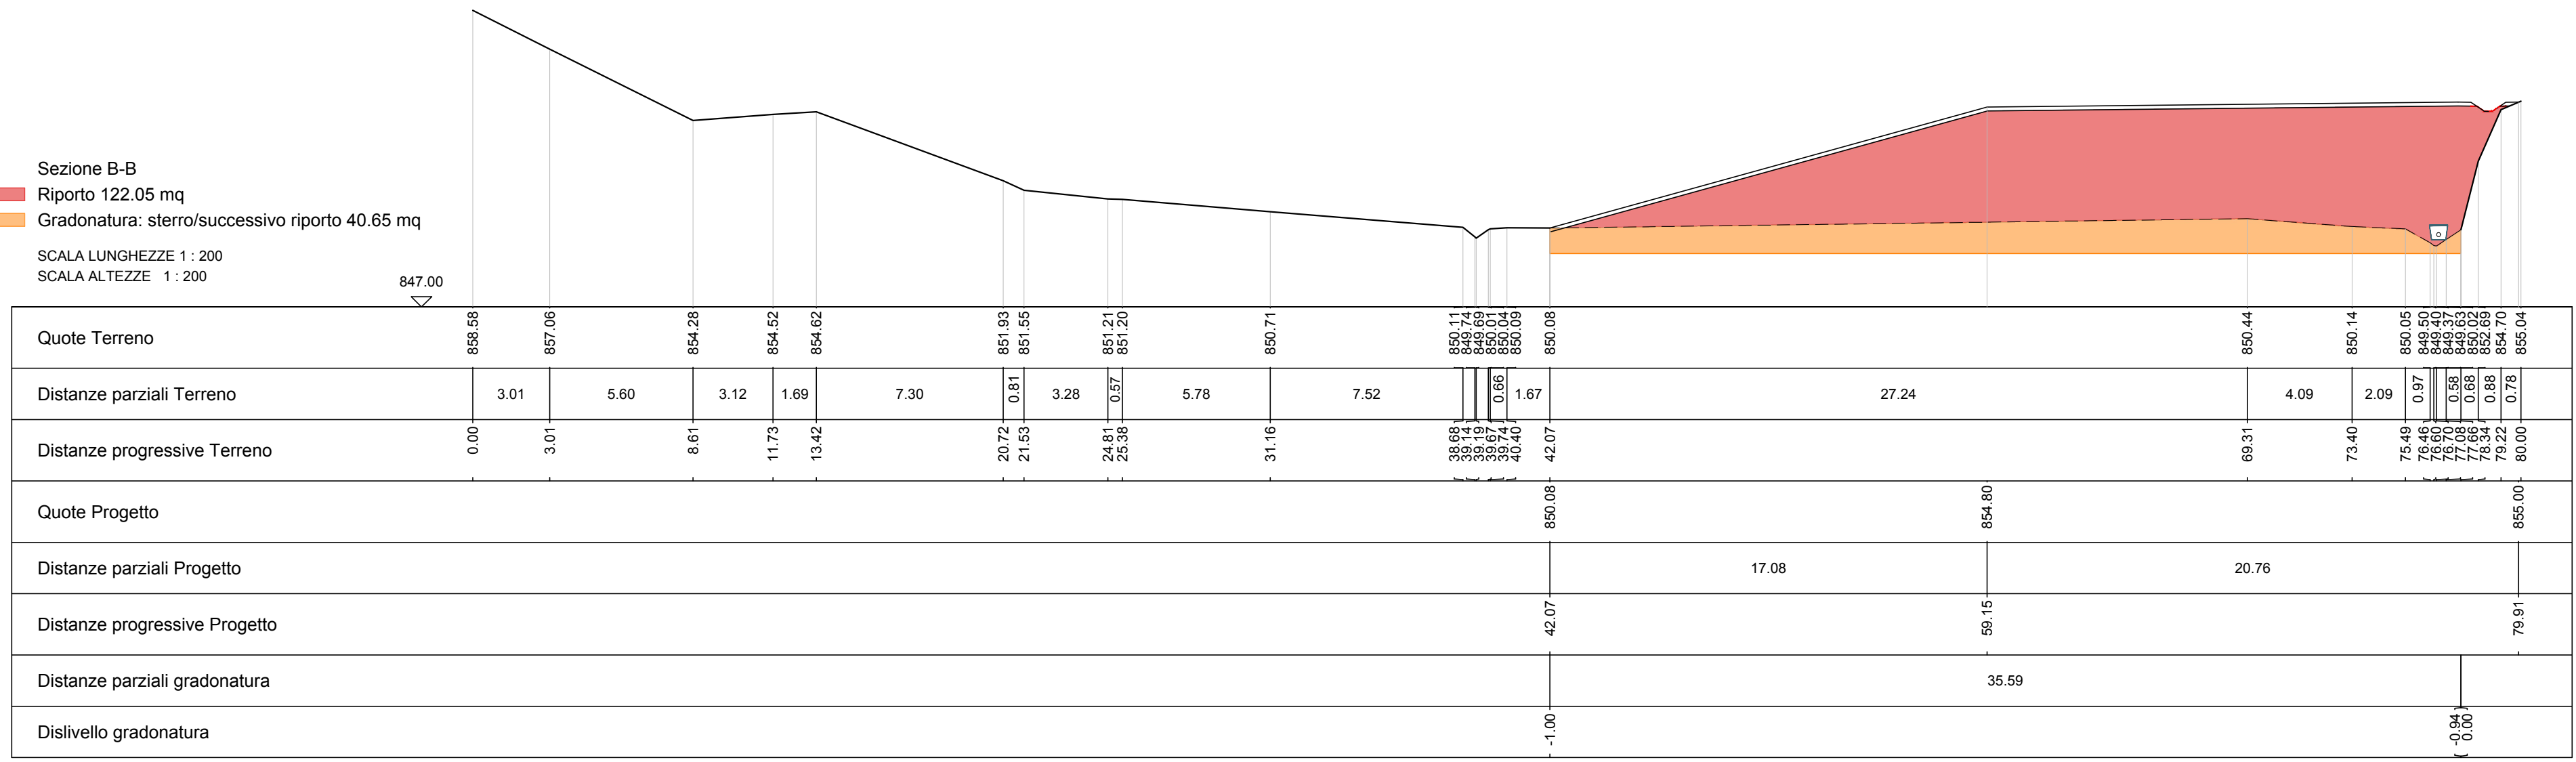 Sezione B-B
Riporto 122.05 mq
Gradonatura: sterro/successivo riporto 40.65 mq
SCALA LUNGHEZZE 1 : 200
SCALA ALTEZZE 1 : 200
847.00
Quote Terreno 858.58 857.06 854.28 854.52 854.62 851.93 851.55 851.21 851.20 850.71 850.11 849.74 849.69 850.01 850.04 850.09 850.08 850.44 850.14 850.05 849.50 849.40 849.37 849.63 850.02 852.69 854.70 855.04
Distanze parziali Terreno 3.01 5.60 3.12 1.69 7.30 0.81 3.28 0.57 5.78 7.52 0.66 1.67 27.24 4.09 2.09 0.97 0.58 0.68 0.88 0.78
Distanze progressive Terreno 0.00 3.01 8.61 11.73 13.42 20.72 21.53 24.81 25.38 31.16 38.68 39.14 39.19 39.67 39.74 40.40 42.07 69.31 73.40 75.49 76.46 76.60 76.70 77.08 77.66 78.34 79.22 80.00
Quote Progetto 850.08 854.80 855.00
Distanze parziali Progetto 17.08 20.76
Distanze progressive Progetto 42.07 59.15 79.91
Distanze parziali gradonatura 35.59
Dislivello gradonatura -1.00 -0.94 0.00